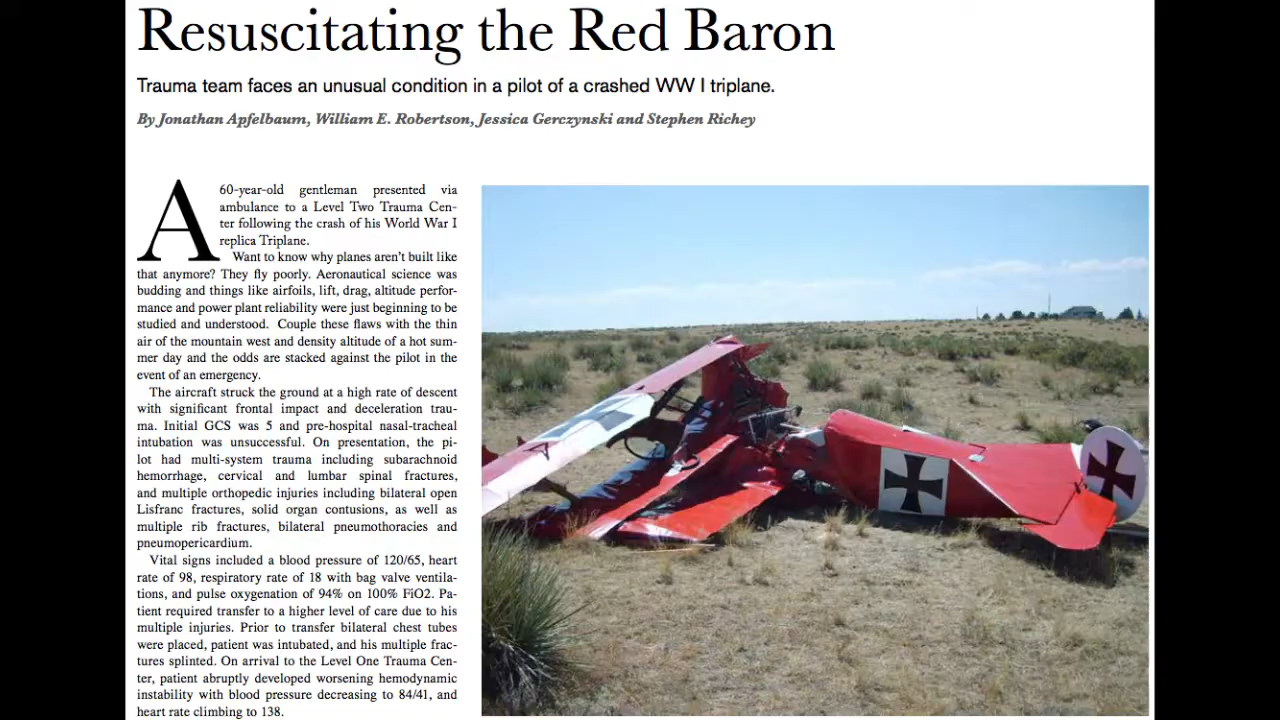 Resuscitating the Red Baron
Trauma team faces an unusual condition in a pilot of a crashed WW I triplane.
By Jonathan Apfelbaum, William E. Robertson, Jessica Gerczynski and Stephen Richey
A 60-year-old gentleman presented via
ambulance to a Level Two Trauma Cen-
ter following the crash of his World War I
replica Triplane.
Want to know why planes aren't built like
that anymore? They fly poorly. Aeronautical science was
budding and things like airfoils, lift, drag, altitude perfor-
mance and power plant reliability were just beginning to be
studied and understood. Couple these flaws with the thin
air of the mountain west and density altitude of a hot sum-
mer day and the odds are stacked against the pilot in the
event of an emergency.
The aircraft struck the ground at a high rate of descent
with significant frontal impact and deceleration trau-
ma. Initial GCS was 5 and pre-hospital nasal-tracheal
intubation was unsuccessful. On presentation, the pi-
lot had multi-system trauma including subarachnoid
hemorrhage, cervical and lumbar spinal fractures,
and multiple orthopedic injuries including bilateral open
Lisfranc fractures, solid organ contusions, as well as
multiple rib fractures, bilateral pneumothoracies and
pneumopericardium.
Vital signs included a blood pressure of 120/65, heart
rate of 98, respiratory rate of 18 with bag valve ventila-
tions, and pulse oxygenation of 94% on 100% FiO2. Pa-
tient required transfer to a higher level of care due to his
multiple injuries. Prior to transfer bilateral chest tubes
were placed, patient was intubated, and his multiple frac-
tures splinted. On arrival to the Level One Trauma Cen-
ter, patient abruptly developed worsening hemodynamic
instability with blood pressure decreasing to 84/41, and
heart rate climbing to 138.